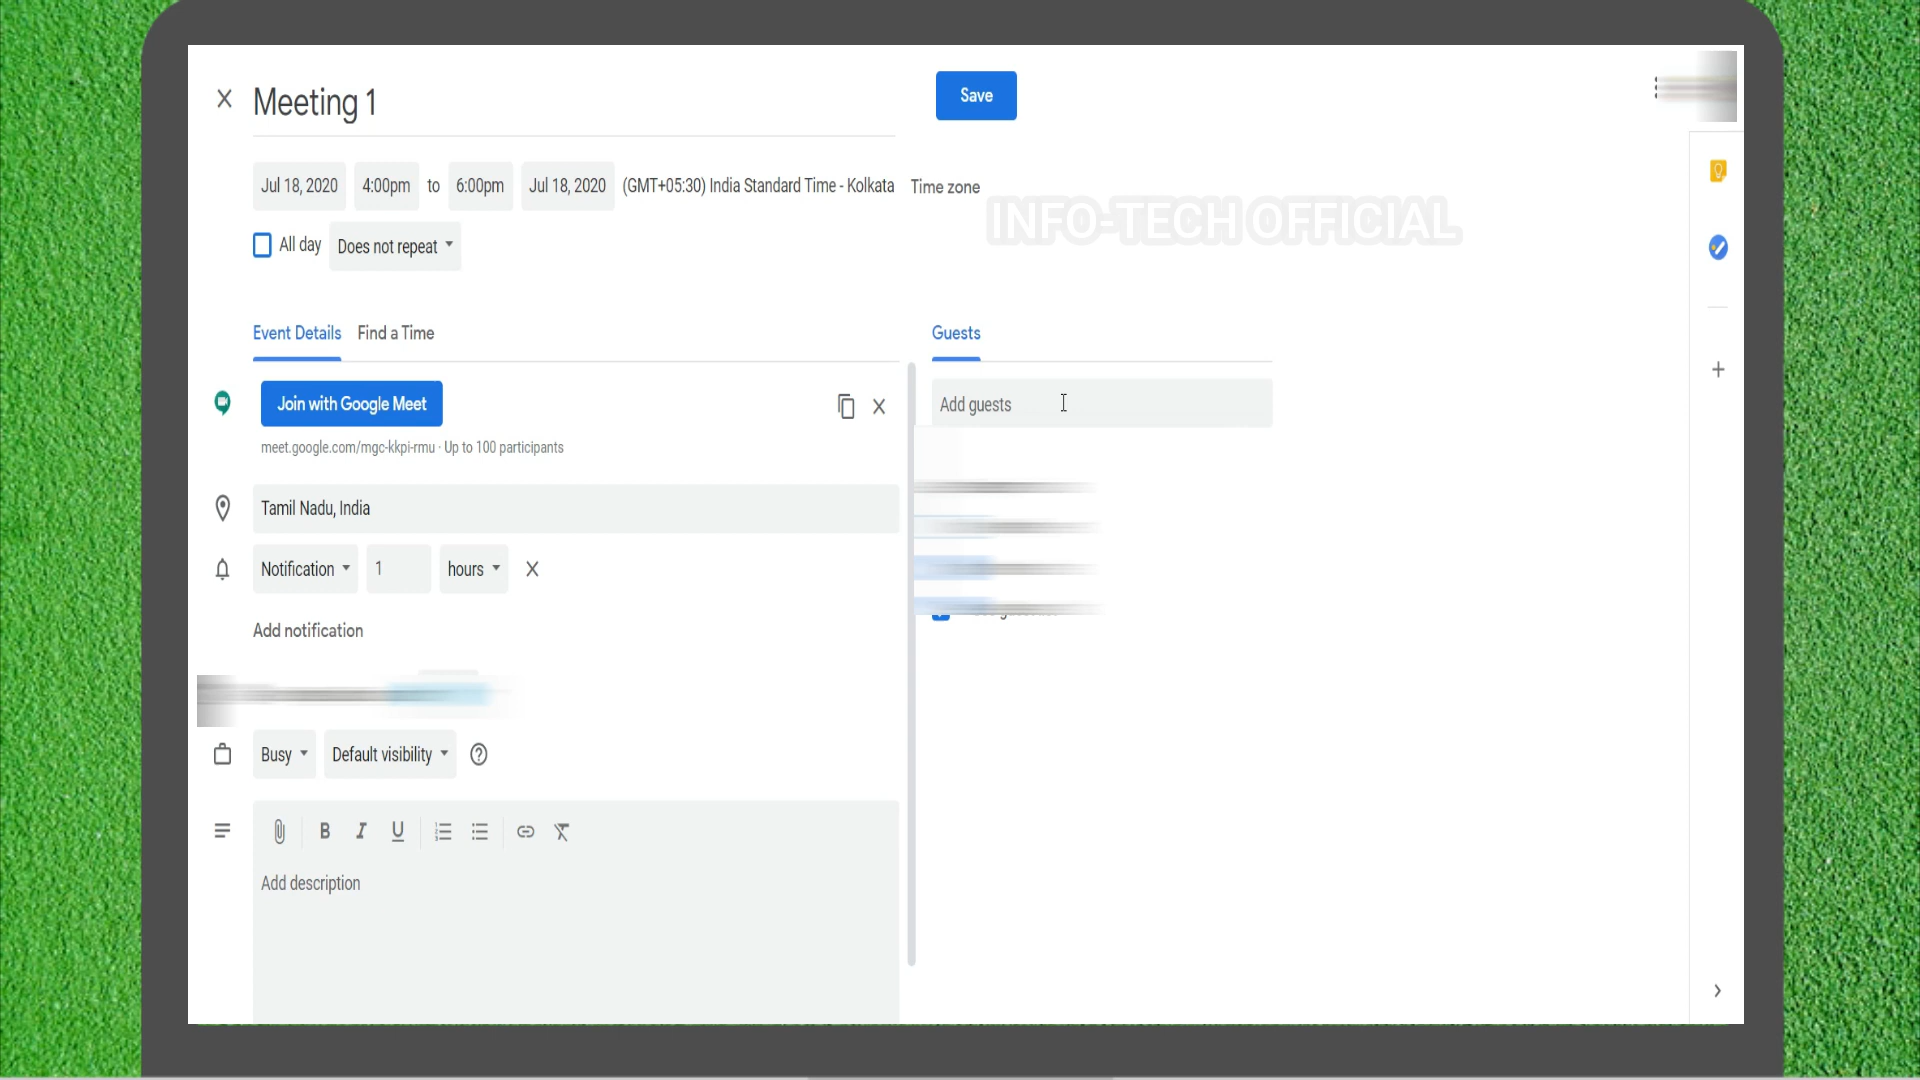 Meeting 1
Save
Jul 18, 2020 4:00pm to 6:00pm Jul 18, 2020 (GMT+05:30) India Standard Time - Kolkata Time zone
INFO-TECH OFFICIAL
All day Does not repeat
Event Details Find a Time
Guests
Join with Google Meet
Add guests
meet.google.com/mgc-kkpi-rmu · Up to 100 participants
Tamil Nadu, India
Notification 1 hours
Add notification
Busy Default visibility
B I U
Add description